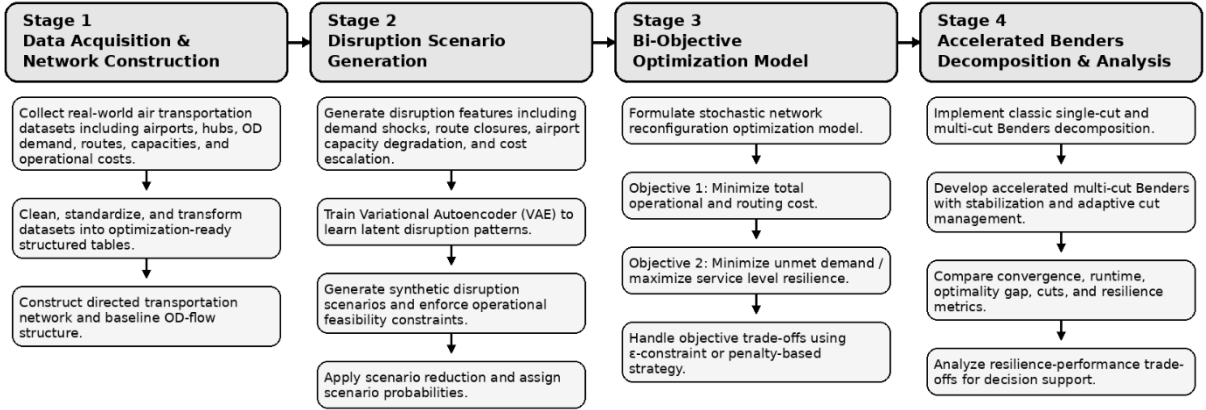 Stage 1
Data Acquisition &
Network Construction
Collect real-world air transportation
datasets including airports, hubs, OD
demand, routes, capacities, and
operational costs.
Clean, standardize, and transform
datasets into optimization-ready
structured tables.
Construct directed transportation
network and baseline OD-flow
structure.
Stage 2
Disruption Scenario
Generation
Generate disruption features including
demand shocks, route closures, airport
capacity degradation, and cost
escalation.
Train Variational Autoencoder (VAE) to
learn latent disruption patterns.
Generate synthetic disruption
scenarios and enforce operational
feasibility constraints.
Apply scenario reduction and assign
scenario probabilities.
Stage 3
Bi-Objective
Optimization Model
Formulate stochastic network
reconfiguration optimization model.
Objective 1: Minimize total
operational and routing cost.
Objective 2: Minimize unmet demand /
maximize service level resilience.
Handle objective trade-offs using
ε-constraint or penalty-based
strategy.
Stage 4
Accelerated Benders
Decomposition & Analysis
Implement classic single-cut and
multi-cut Benders decomposition.
Develop accelerated multi-cut Benders
with stabilization and adaptive cut
management.
Compare convergence, runtime,
optimality gap, cuts, and resilience
metrics.
Analyze resilience-performance trade-
offs for decision support.